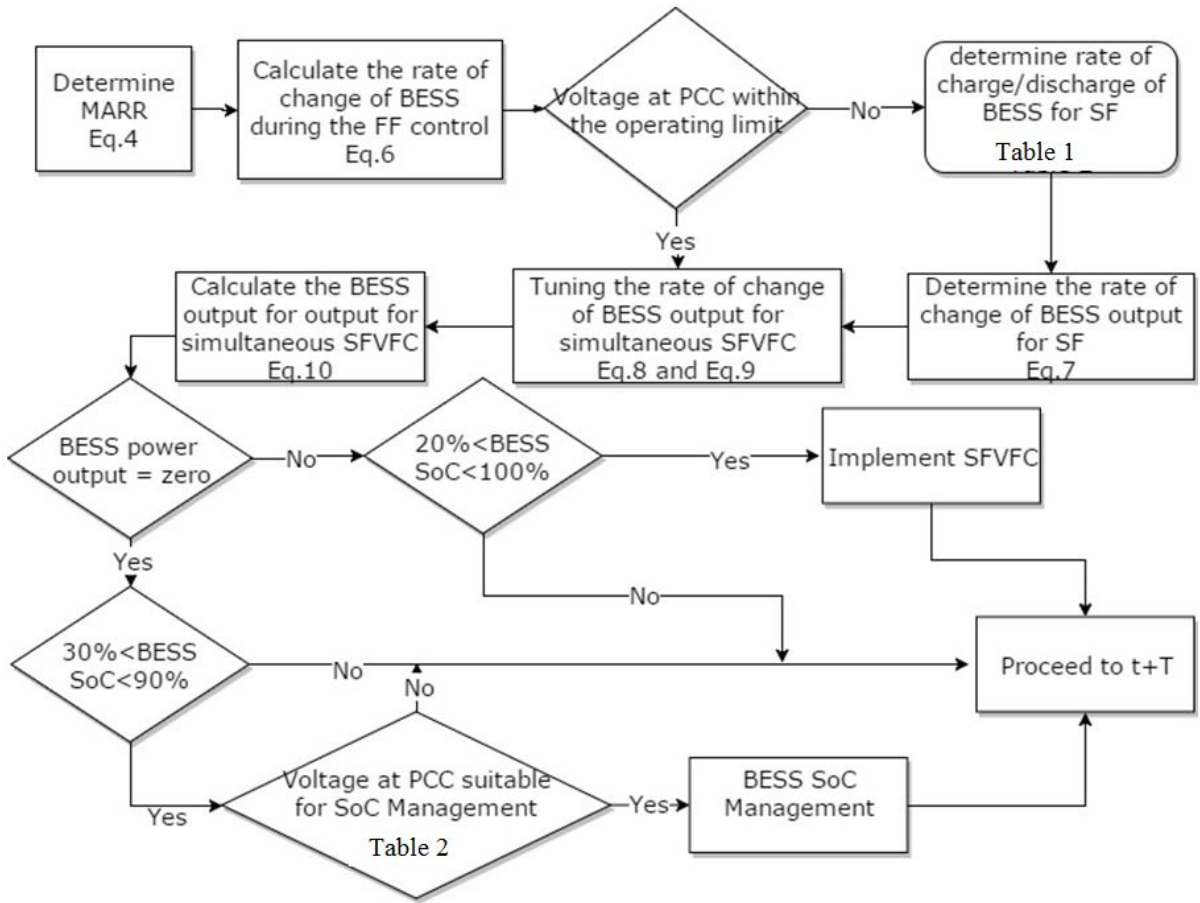 Determine
MARR
Eq.4
Calculate the rate of
change of BESS
during the FF control
Eq.6
Voltage at PCC within
the operating limit
No
determine rate of
charge/discharge of
BESS for SF
Table 1
Yes
Calculate the BESS
output for output for
simultaneous SFVFC
Eq.10
Tuning the rate of change
of BESS output for
simultaneous SFVFC
Eq.8 and Eq.9
Determine the rate of
change of BESS output
for SF
Eq.7
BESS power
output = zero
No
20%<BESS
SoC<100%
Yes
Implement SFVFC
Yes
No
30%<BESS
SoC<90%
No
No
Proceed to t+T
Yes
Voltage at PCC suitable
for SoC Management
Table 2
Yes
BESS SoC
Management